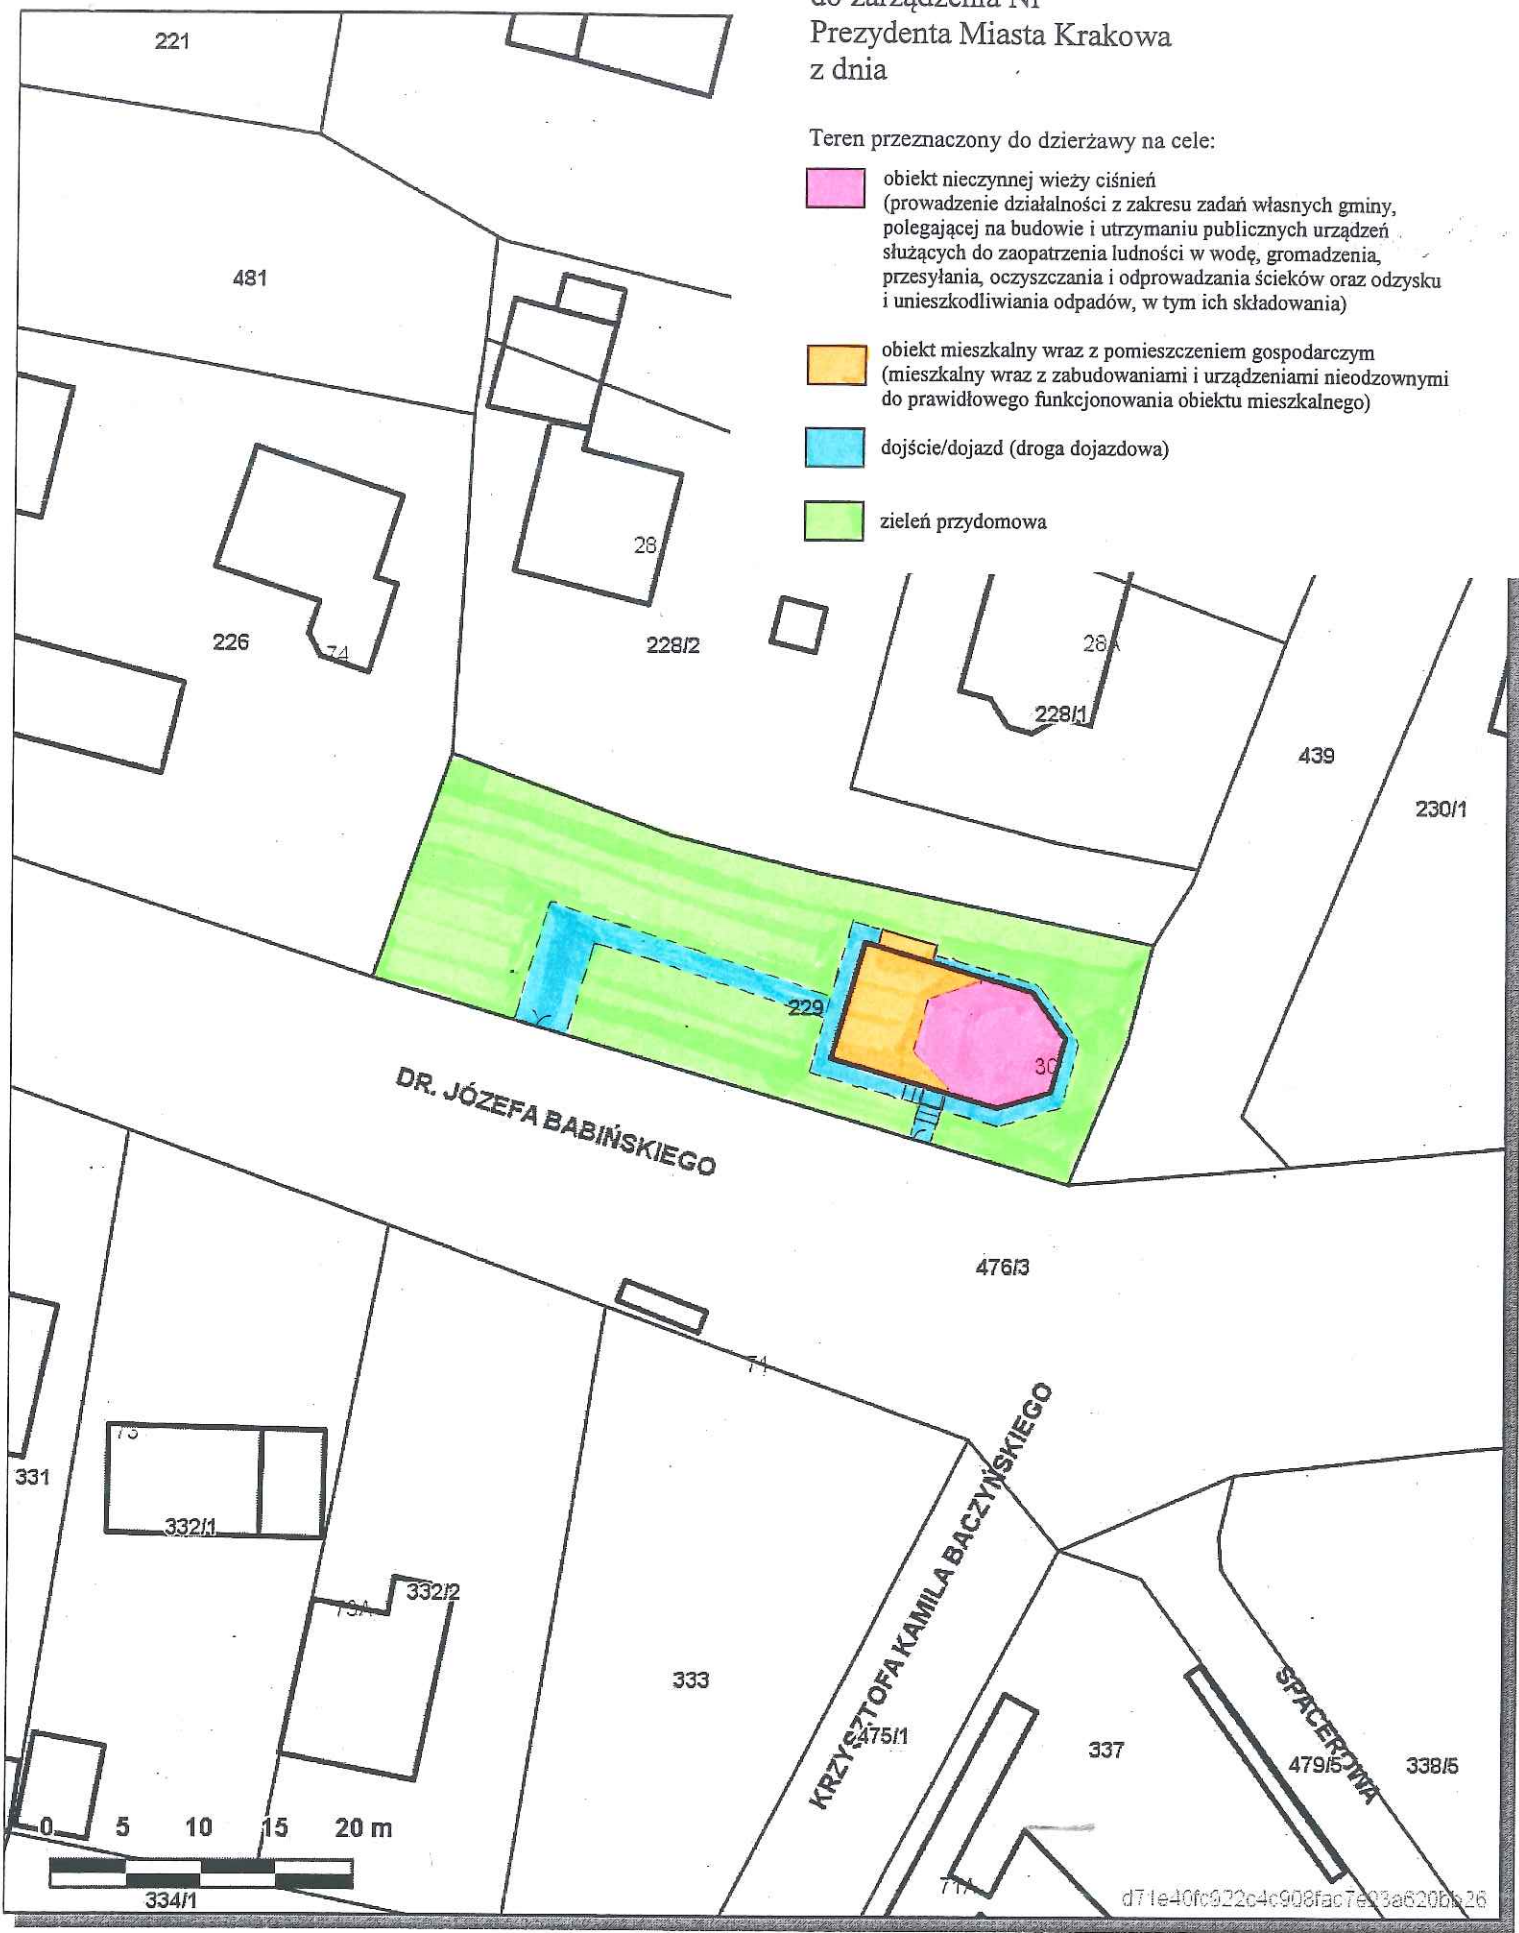 do zarządzenia Nr
Prezydenta Miasta Krakowa
z dnia
Teren przeznaczony do dzierżawy na cele:
obiekt nieczynnej wieży ciśnień
(prowadzenie działalności z zakresu zadań własnych gminy,
polegającej na budowie i utrzymaniu publicznych urządzeń
służących do zaopatrzenia ludności w wodę, gromadzenia,
przesyłania, oczyszczania i odprowadzania ścieków oraz odzysku
i unieszkodliwiania odpadów, w tym ich składowania)
obiekt mieszkalny wraz z pomieszczeniem gospodarczym
(mieszkalny wraz z zabudowaniami i urządzeniami nieodzownymi
do prawidłowego funkcjonowania obiektu mieszkalnego)
dojście/dojazd (droga dojazdowa)
zieleń przydomowa
221
481
28
226
74
228/2
28A
228/1
439
230/1
229
30
DR. JÓZEFA BABIŃSKIEGO
476/3
71
KRZYSZTOFA KAMILA BACZYŃSKIEGO
73
331
332/1
332/2
73A
333
475/1
337
SPACEROWA
479/5
338/5
0 5 10 15 20 m
334/1
71A